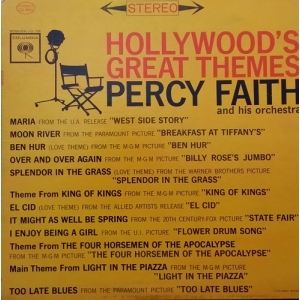 STEREO
COLUMBIA
HOLLYWOOD'S
GREAT THEMES
PERCY FAITH
and his orchestra
MARIA FROM THE U.A. RELEASE "WEST SIDE STORY"
MOON RIVER FROM THE PARAMOUNT PICTURE "BREAKFAST AT TIFFANY'S"
BEN HUR (LOVE THEME) FROM THE M-G-M PICTURE "BEN HUR"
OVER AND OVER AGAIN FROM THE M-G-M PICTURE "BILLY ROSE'S JUMBO"
SPLENDOR IN THE GRASS (LOVE THEME) FROM THE WARNER BROTHERS PICTURE
"SPLENDOR IN THE GRASS"
Theme From KING OF KINGS FROM THE M-G-M PICTURE "KING OF KINGS"
EL CID (LOVE THEME) FROM THE ALLIED ARTISTS RELEASE "EL CID"
IT MIGHT AS WELL BE SPRING FROM THE 20TH CENTURY-FOX PICTURE "STATE FAIR"
I ENJOY BEING A GIRL FROM THE U.I. PICTURE "FLOWER DRUM SONG"
Theme From THE FOUR HORSEMEN OF THE APOCALYPSE
FROM THE M-G-M PICTURE "THE FOUR HORSEMEN OF THE APOCALYPSE"
Main Theme From LIGHT IN THE PIAZZA FROM THE M-G-M PICTURE
"LIGHT IN THE PIAZZA"
TOO LATE BLUES FROM THE PARAMOUNT PICTURE "TOO LATE BLUES"